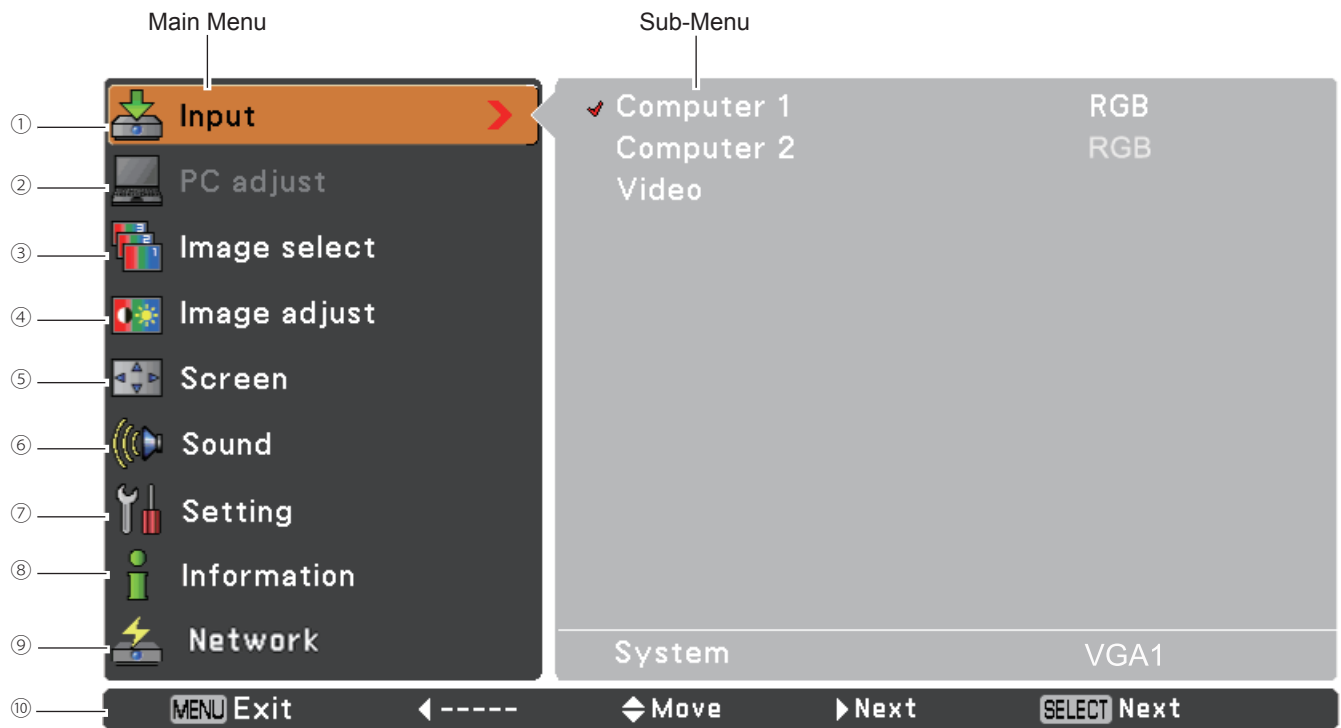 Main Menu Sub-Menu
① Input Computer 1 RGB
Computer 2 RGB
② PC adjust Video
③ Image select
④ Image adjust
⑤ Screen
⑥ Sound
⑦ Setting
⑧ Information
⑨ Network System VGA1
⑩ MENU Exit ----- Move Next SELECT Next